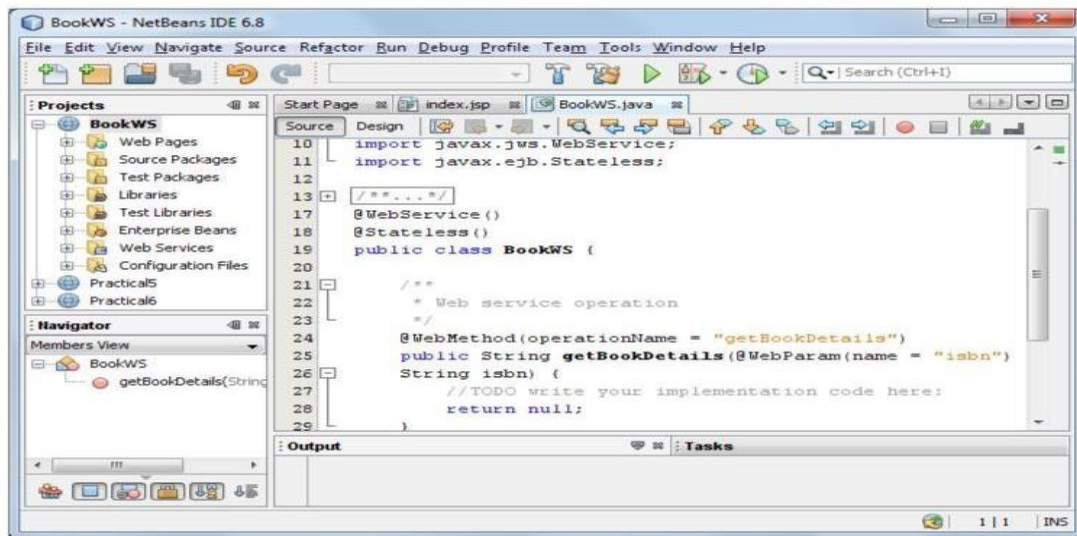 BookWS - NetBeans IDE 6.8
File Edit View Navigate Source Refactor Run Debug Profile Team Tools Window Help
Search (Ctrl+I)
Projects
BookWS
Web Pages
Source Packages
Test Packages
Libraries
Test Libraries
Enterprise Beans
Web Services
Configuration Files
Practical5
Practical6
Navigator
Members View
BookWS
getBookDetails(String
Start Page index.jsp BookWS.java
Source Design
10 import javax.jws.WebService;
11 import javax.ejb.Stateless;
12
13 /**...*/
17 @WebService()
18 @Stateless()
19 public class BookWS {
20
21 /**
22 * Web service operation
23 */
24 @WebMethod(operationName = "getBookDetails")
25 public String getBookDetails(@WebParam(name = "isbn")
26 String isbn) {
27 //TODO write your implementation code here:
28 return null;
29 }
Output Tasks
1 | 1 INS